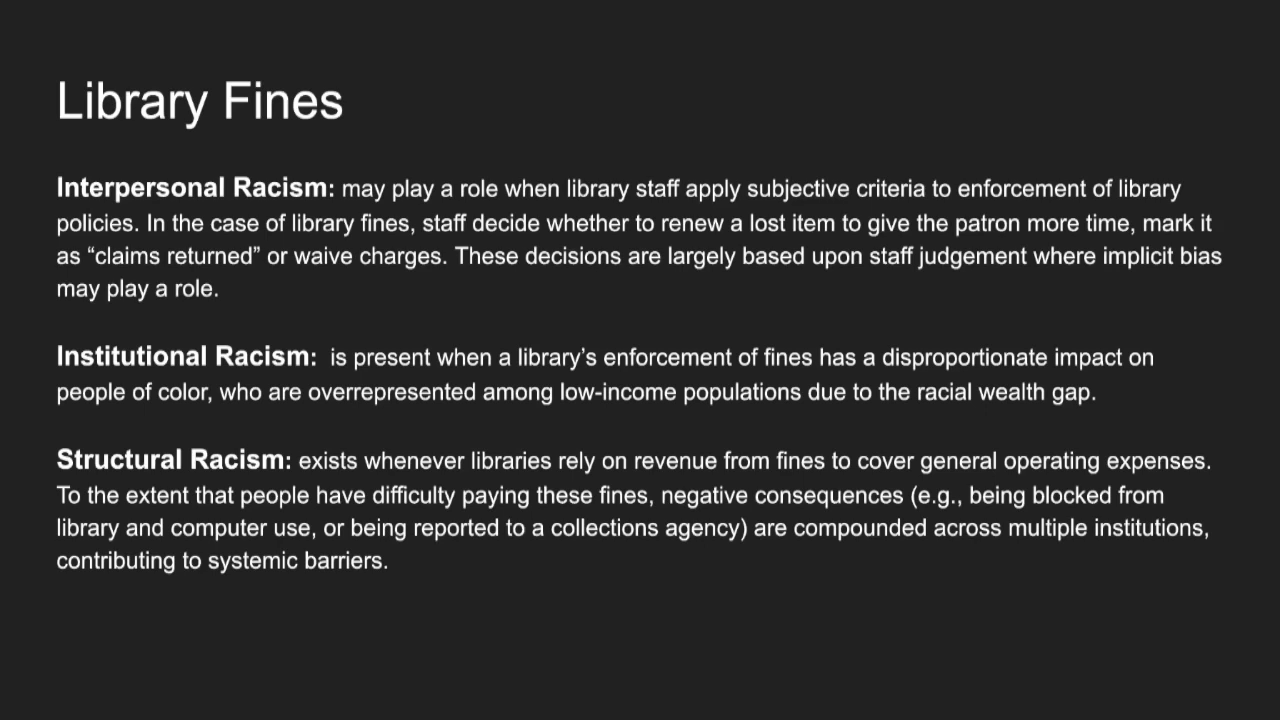 Library Fines
Interpersonal Racism: may play a role when library staff apply subjective criteria to enforcement of library
policies. In the case of library fines, staff decide whether to renew a lost item to give the patron more time, mark it
as “claims returned” or waive charges. These decisions are largely based upon staff judgement where implicit bias
may play a role.
Institutional Racism:  is present when a library’s enforcement of fines has a disproportionate impact on
people of color, who are overrepresented among low-income populations due to the racial wealth gap.
Structural Racism: exists whenever libraries rely on revenue from fines to cover general operating expenses.
To the extent that people have difficulty paying these fines, negative consequences (e.g., being blocked from
library and computer use, or being reported to a collections agency) are compounded across multiple institutions,
contributing to systemic barriers.